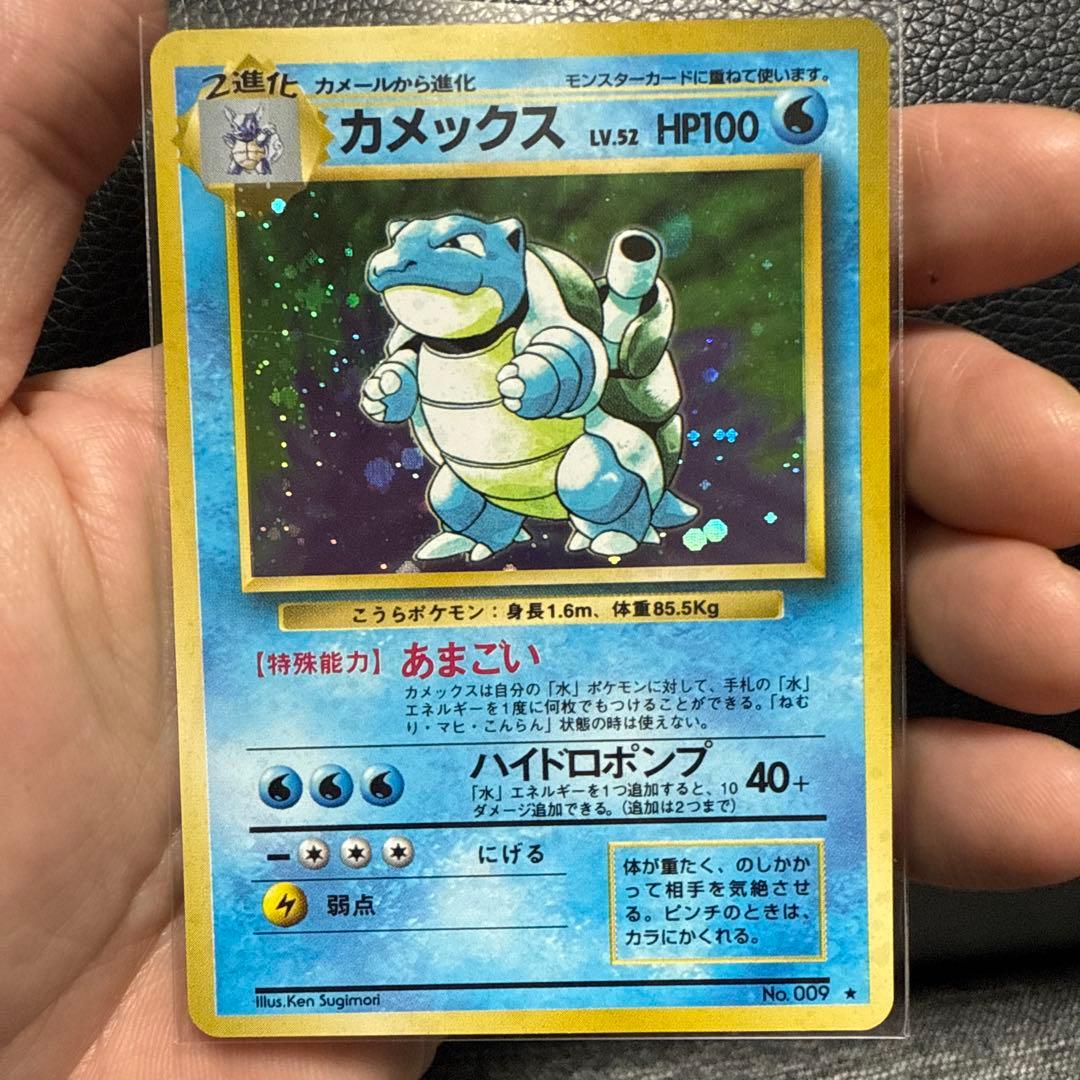 2進化 カメールから進化 モンスターカードに重ねて使います。
カメックス LV.52 HP100
こうらポケモン：身長1.6m、体重85.5Kg
【特殊能力】 あまごい
カメックスは自分の「水」ポケモンに対して、手札の「水」
エネルギーを1度に何枚でもつけることができる。「ねむ
り・マヒ・こんらん」状態の時は使えない。
ハイドロポンプ 40+
「水」エネルギーを1つ追加すると、10
ダメージ追加できる。（追加は2つまで）
にげる
弱点
体が重たく、のしかか
って相手を気絶させ
る。ピンチのときは、
カラにかくれる。
Illus.Ken Sugimori No. 009 ★